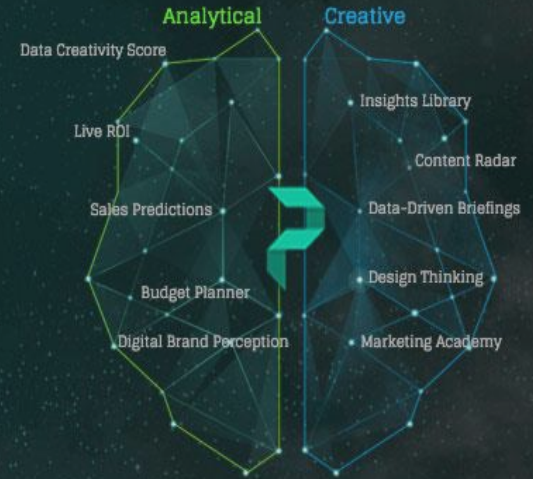 Analytical
Creative
Data Creativity Score
Insights Library
Live ROI
Content Radar
Sales Predictions
Data-Driven Briefings
Budget Planner
Design Thinking
Digital Brand Perception
Marketing Academy